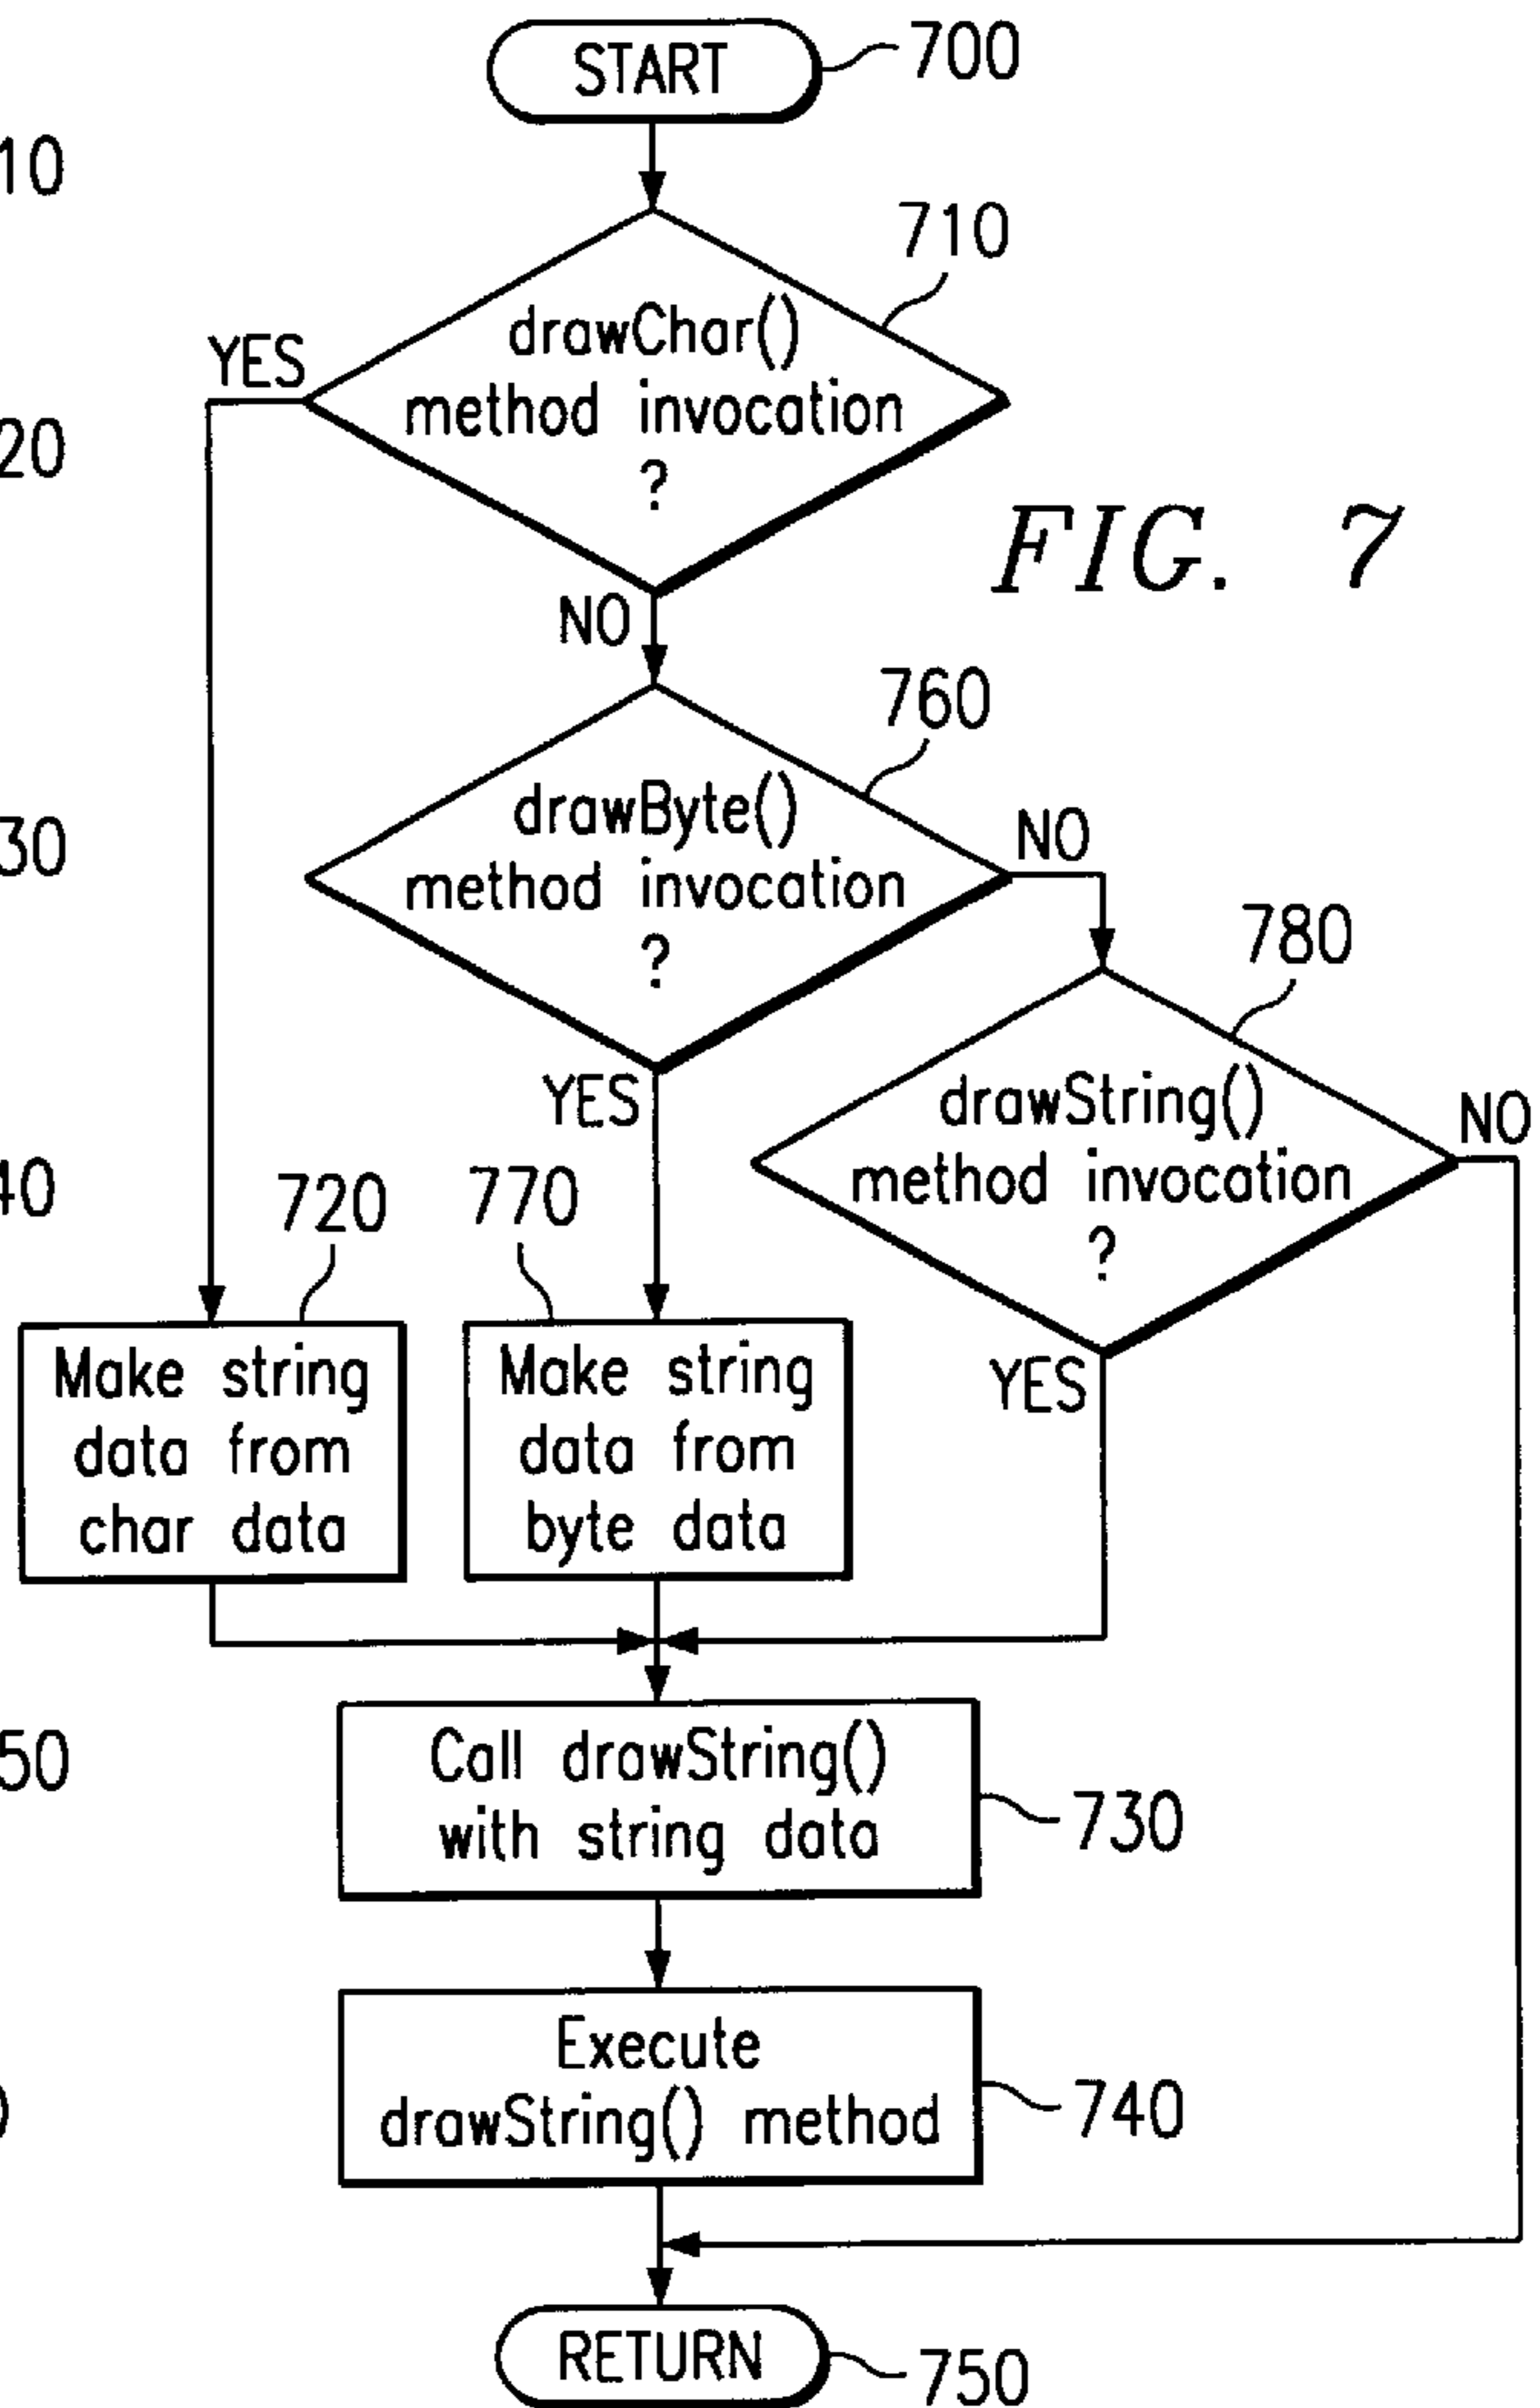 START
700
710
drawChar()
method invocation
?
YES
NO
FIG. 7
760
drawByte()
method invocation
?
NO
YES
780
drawString()
method invocation
?
NO
YES
720
Make string
data from
char data
770
Make string
data from
byte data
Call drawString()
with string data
730
Execute
drawString() method
740
RETURN
750
10
20
30
40
50